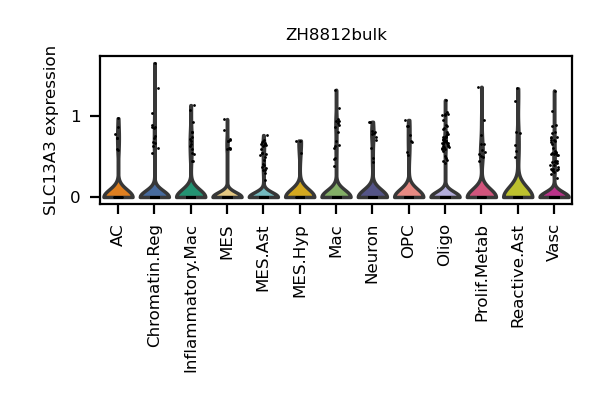 ZH8812bulk
SLC13A3 expression
1
0
AC
Chromatin.Reg
Inflammatory.Mac
MES
MES.Ast
MES.Hyp
Mac
Neuron
OPC
Oligo
Prolif.Metab
Reactive.Ast
Vasc